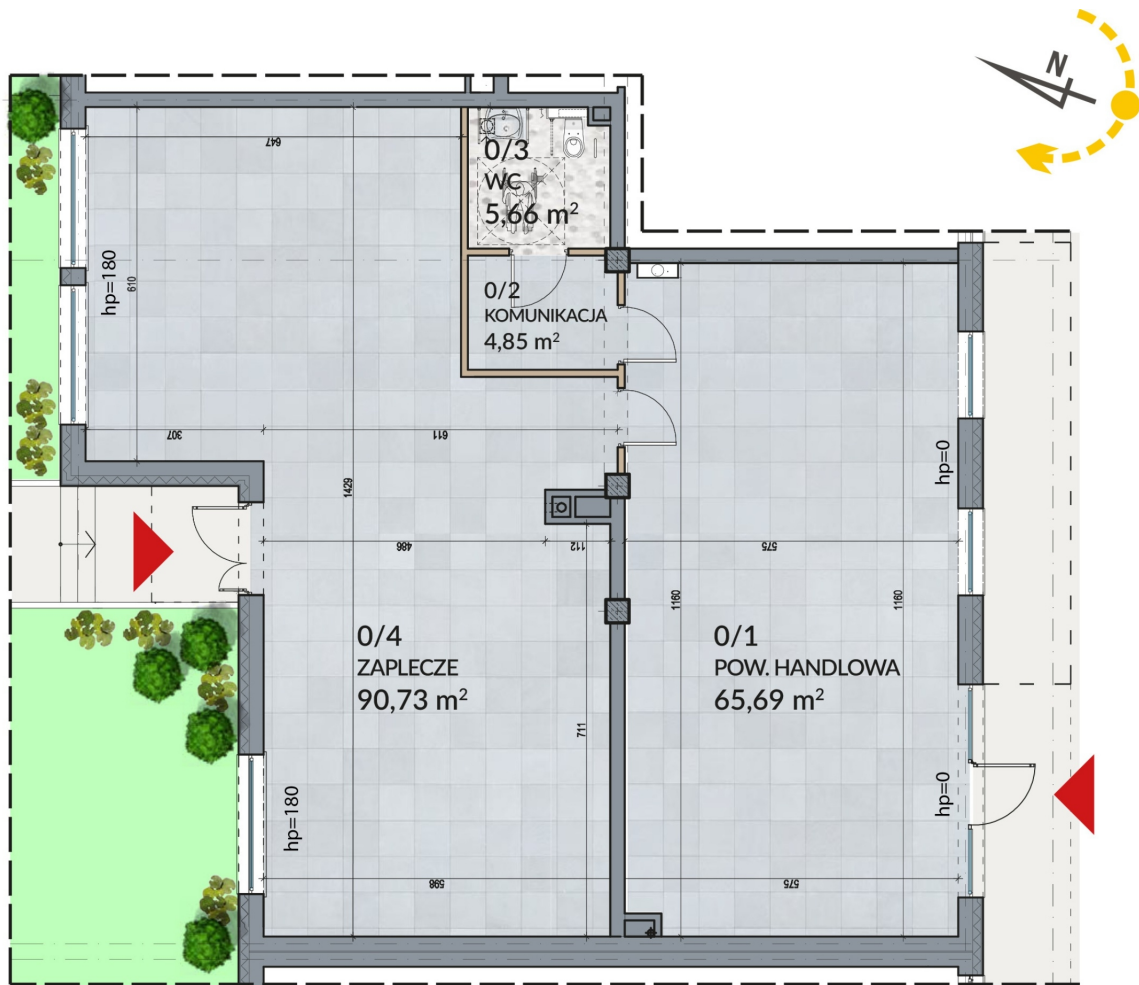 N
647
0/3
WC
5,66 m²
hp=180
610
0/2
KOMUNIKACJA
4,85 m²
307
611
1429
hp=0
486
112
575
1160
1160
0/4
ZAPLECZE
90,73 m²
0/1
POW. HANDLOWA
65,69 m²
711
hp=180
hp=0
598
575